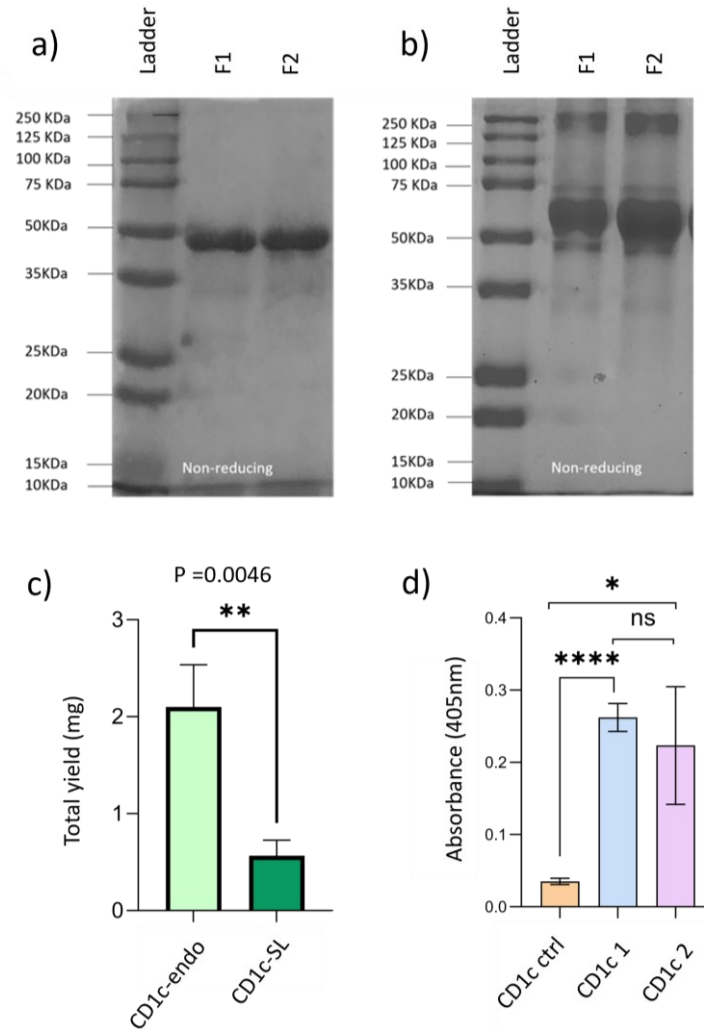 a)
Ladder
F1
F2
250 KDa
125 KDa
100 KDa
75 KDa
50KDa
35KDa
25KDa
20KDa
15KDa
10KDa
Non-reducing
b)
Ladder
F1
F2
250 KDa
125 KDa
100 KDa
75 KDa
50KDa
35KDa
25KDa
20KDa
15KDa
10KDa
Non-reducing
c)
P =0.0046
**
Total yield (mg)
3
2
1
0
CD1c-endo
CD1c-SL
d)
*
ns
****
Absorbance (405nm)
0.4
0.3
0.2
0.1
0.0
CD1c ctrl
CD1c 1
CD1c 2